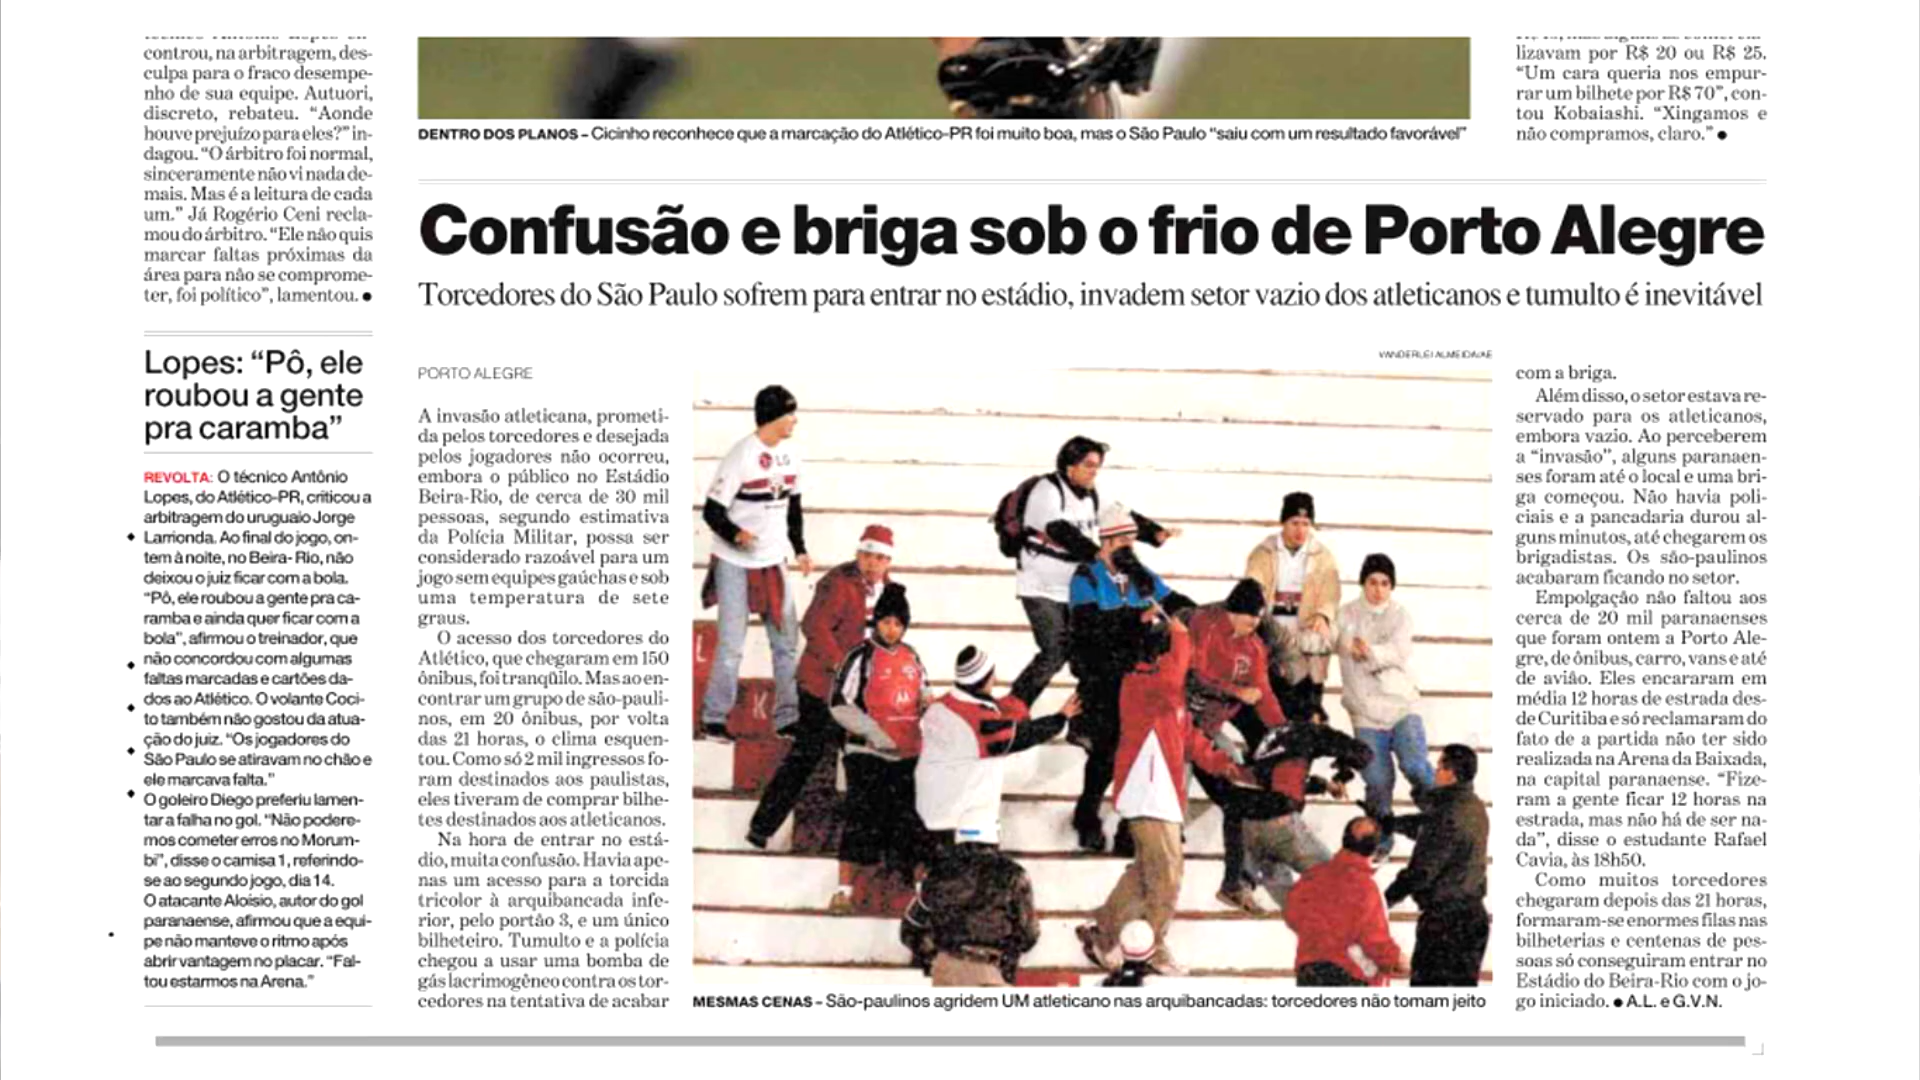 controu, na arbitragem, des-
culpa para o fraco desempe-
nho de sua equipe. Autuori,
discreto, rebateu. “Aonde
houve prejuízo para eles?” in-
dagou. “O árbitro foi normal,
sinceramente não vi nada de-
mais. Mas é a leitura de cada
um.” Já Rogério Ceni recla-
mou do árbitro. “Ele não quis
marcar faltas próximas da
área para não se comprome-
ter, foi político”, lamentou. ●
Lopes: “Pô, ele
roubou a gente
pra caramba”
REVOLTA: O técnico Antônio
Lopes, do Atlético-PR, criticou a
arbitragem do uruguaio Jorge
Larrionda. Ao final do jogo, on-
tem à noite, no Beira- Rio, não
deixou o juiz ficar com a bola.
“Pô, ele roubou a gente pra ca-
ramba e ainda quer ficar com a
bola”, afirmou o treinador, que
não concordou com algumas
faltas marcadas e cartões da-
dos ao Atlético. O volante Coci-
to também não gostou da atua-
ção do juiz. “Os jogadores do
São Paulo se atiravam no chão e
ele marcava falta.”
O goleiro Diego preferiu lamen-
tar a falha no gol. “Não podere-
mos cometer erros no Morum-
bi”, disse o camisa 1, referindo-
se ao segundo jogo, dia 14.
O atacante Aloísio, autor do gol
paranaense, afirmou que a equi-
pe não manteve o ritmo após
abrir vantagem no placar. “Fal-
tou estarmos na Arena.”
DENTRO DOS PLANOS – Cicinho reconhece que a marcação do Atlético-PR foi muito boa, mas o São Paulo “saiu com um resultado favorável”
lizavam por R$ 20 ou R$ 25.
“Um cara queria nos empur-
rar um bilhete por R$ 70”, con-
tou Kobaiashi. “Xingamos e
não compramos, claro.” ●
Confusão e briga sob o frio de Porto Alegre
Torcedores do São Paulo sofrem para entrar no estádio, invadem setor vazio dos atleticanos e tumulto é inevitável
PORTO ALEGRE
A invasão atleticana, prometi-
da pelos torcedores e desejada
pelos jogadores não ocorreu,
embora o público no Estádio
Beira-Rio, de cerca de 30 mil
pessoas, segundo estimativa
da Polícia Militar, possa ser
considerado razoável para um
jogo sem equipes gaúchas e sob
uma temperatura de sete
graus.
O acesso dos torcedores do
Atlético, que chegaram em 150
ônibus, foi tranqüilo. Mas ao en-
contrar um grupo de são-pauli-
nos, em 20 ônibus, por volta
das 21 horas, o clima esquen-
tou. Como só 2 mil ingressos fo-
ram destinados aos paulistas,
eles tiveram de comprar bilhe-
tes destinados aos atleticanos.
Na hora de entrar no está-
dio, muita confusão. Havia ape-
nas um acesso para a torcida
tricolor à arquibancada infe-
rior, pelo portão 3, e um único
bilheteiro. Tumulto e a polícia
chegou a usar uma bomba de
gás lacrimogêneo contra os tor-
cedores na tentativa de acabar
VANDERLEI ALMEIDA/AE
LG
K
MESMAS CENAS – São-paulinos agridem UM atleticano nas arquibancadas: torcedores não tomam jeito
com a briga.
Além disso, o setor estava re-
servado para os atleticanos,
embora vazio. Ao perceberem
a “invasão”, alguns paranaen-
ses foram até o local e uma bri-
ga começou. Não havia poli-
ciais e a pancadaria durou al-
guns minutos, até chegarem os
brigadistas. Os são-paulinos
acabaram ficando no setor.
Empolgação não faltou aos
cerca de 20 mil paranaenses
que foram ontem a Porto Ale-
gre, de ônibus, carro, vans e até
de avião. Eles encararam em
média 12 horas de estrada des-
de Curitiba e só reclamaram do
fato de a partida não ter sido
realizada na Arena da Baixada,
na capital paranaense. “Fize-
ram a gente ficar 12 horas na
estrada, mas não há de ser na-
da”, disse o estudante Rafael
Cavia, às 18h50.
Como muitos torcedores
chegaram depois das 21 horas,
formaram-se enormes filas nas
bilheterias e centenas de pes-
soas só conseguiram entrar no
Estádio do Beira-Rio com o jo-
go iniciado. ● A.L. e G.V.N.